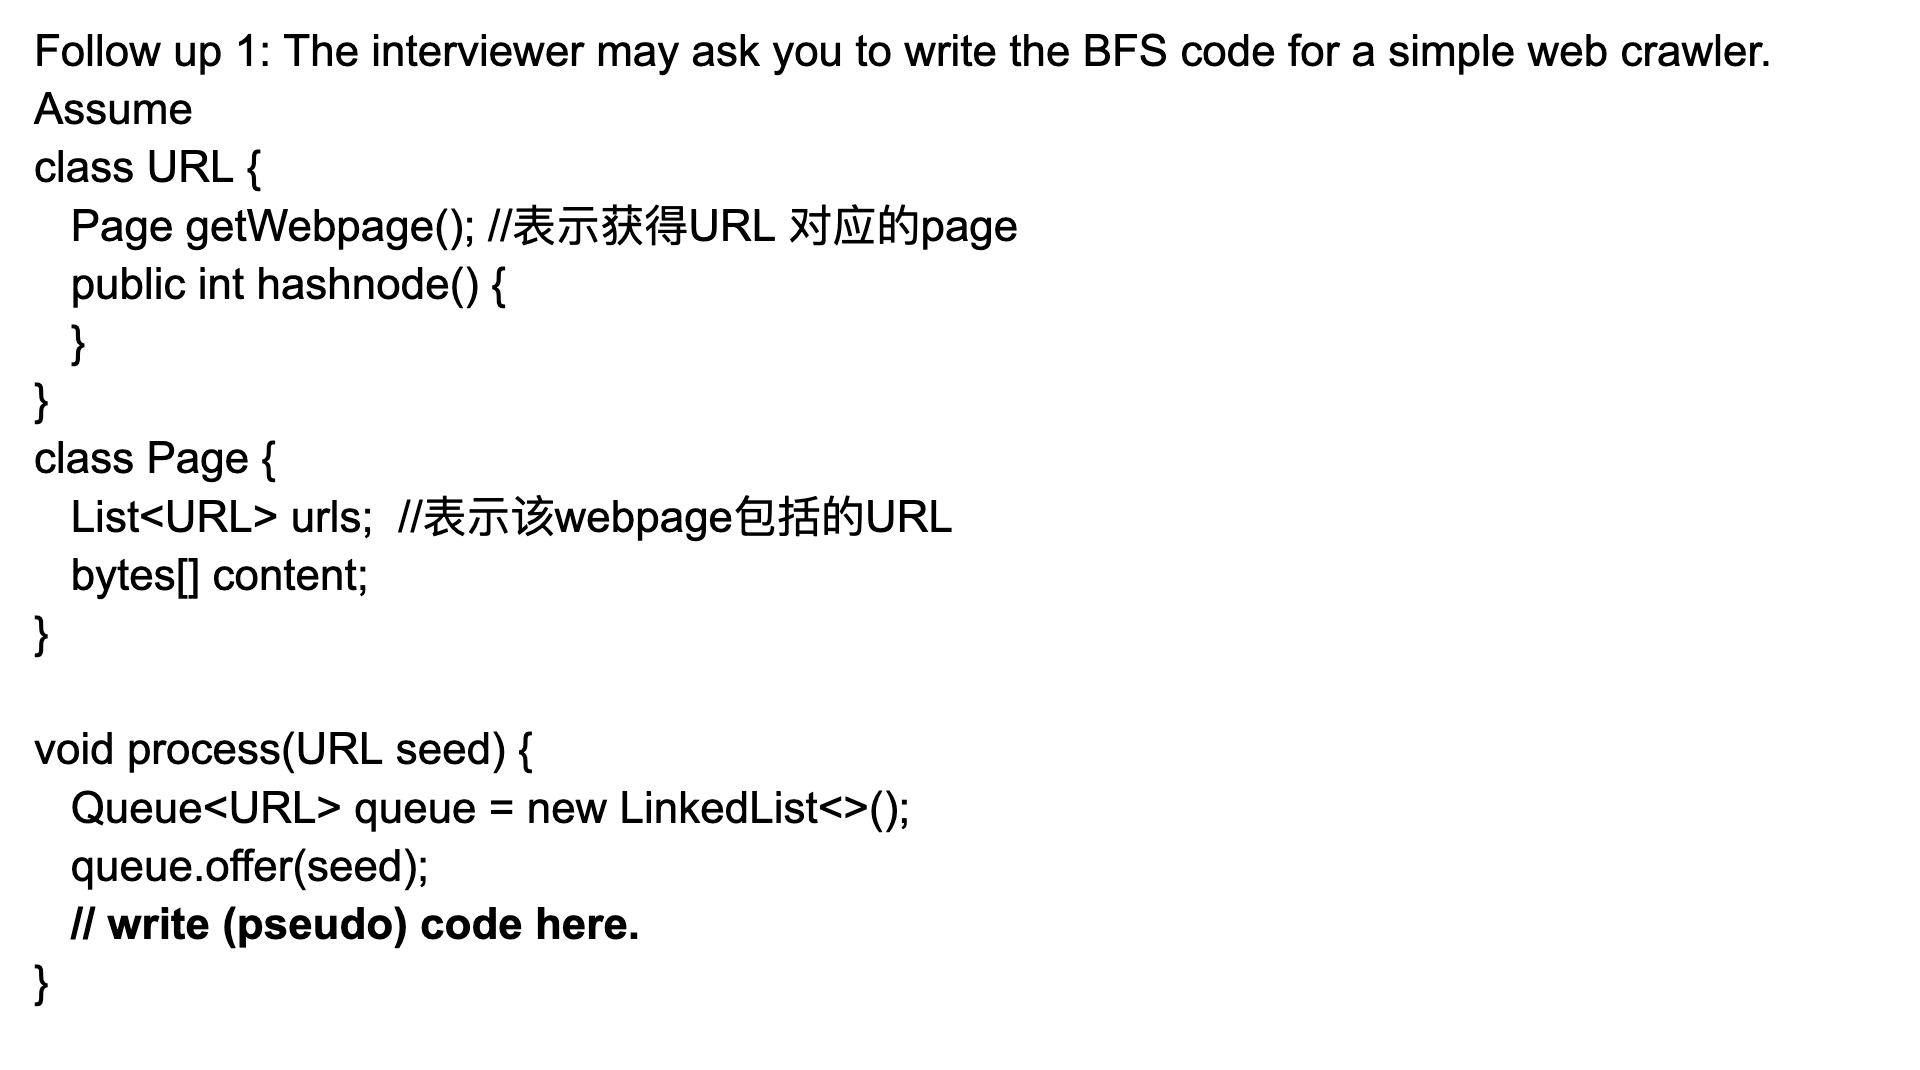 Follow up 1: The interviewer may ask you to write the BFS code for a simple web crawler.
Assume
class URL {
Page getWebpage(); //表示获得URL 对应的page
public int hashnode() {
}
}
class Page {
List<URL> urls;  //表示该webpage包括的URL
bytes[] content;
}
void process(URL seed) {
Queue<URL> queue = new LinkedList<>();
queue.offer(seed);
// write (pseudo) code here.
}